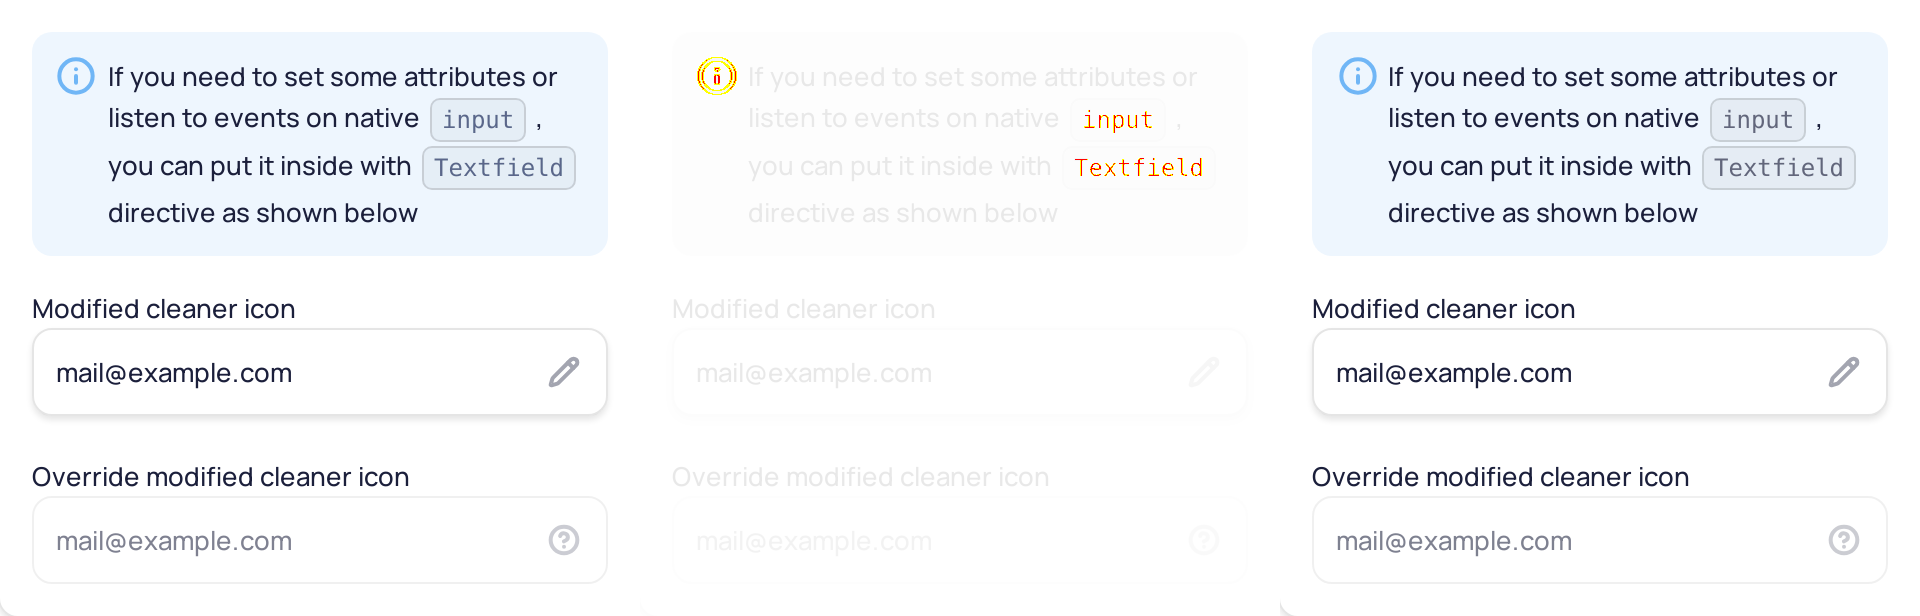 If you need to set some attributes or
listen to events on native input ,
you can put it inside with Textfield
directive as shown below
Modified cleaner icon
mail@example.com
Override modified cleaner icon
mail@example.com
If you need to set some attributes or
listen to events on native input ,
you can put it inside with Textfield
directive as shown below
Modified cleaner icon
mail@example.com
Override modified cleaner icon
mail@example.com
If you need to set some attributes or
listen to events on native input ,
you can put it inside with Textfield
directive as shown below
Modified cleaner icon
mail@example.com
Override modified cleaner icon
mail@example.com